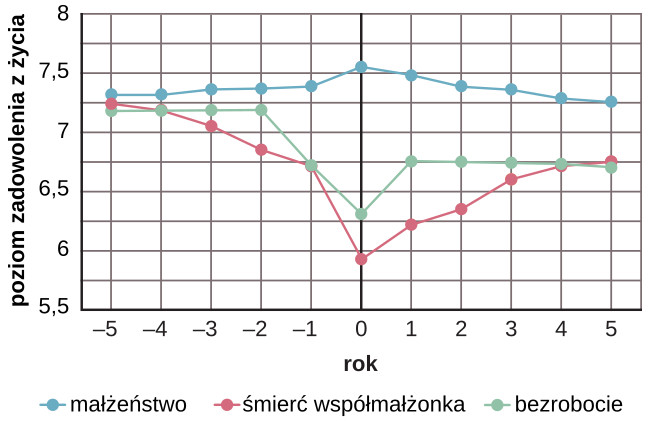 poziom zadowolenia z życia
8
7,5
7
6,5
6
5,5
–5 –4 –3 –2 –1 0 1 2 3 4 5
rok
małżeństwo śmierć współmałżonka bezrobocie